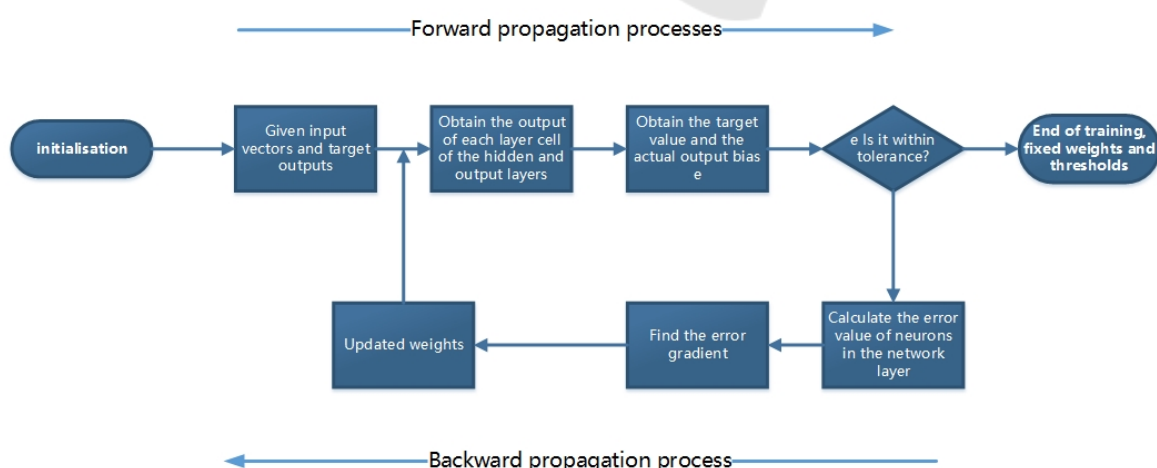 Forward propagation processes
initialisation
Given input
vectors and target
outputs
Obtain the output
of each layer cell
of the hidden and
output layers
Obtain the target
value and the
actual output bias
e
e Is it within
tolerance?
End of training,
fixed weights and
thresholds
Updated weights
Find the error
gradient
Calculate the error
value of neurons
in the network
layer
Backward propagation process